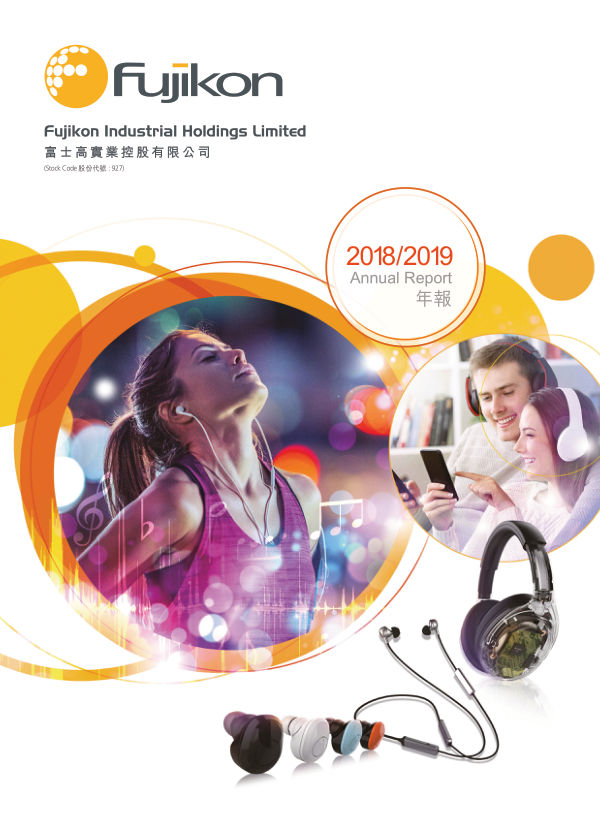 Fujikon
Fujikon Industrial Holdings Limited
富士高實業控股有限公司
(Stock Code 股份代號 : 927)
2018/2019
Annual Report
年報